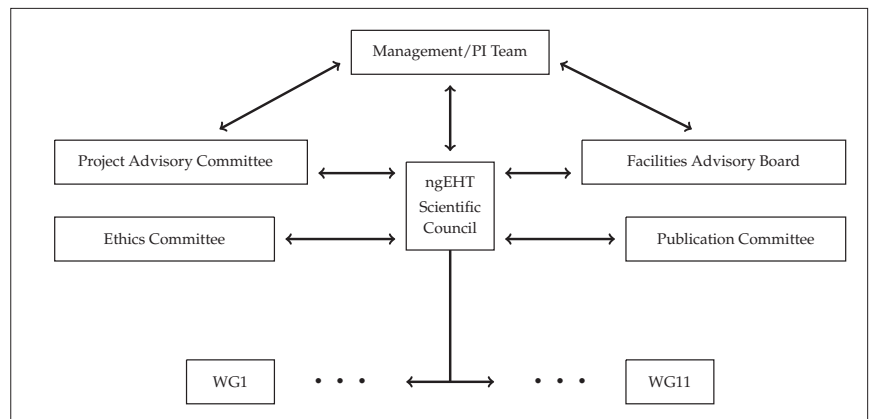 Management/PI Team
Project Advisory Committee
Facilities Advisory Board
ngEHT
Scientific
Council
Ethics Committee
Publication Committee
WG1
• • •
• • •
WG11